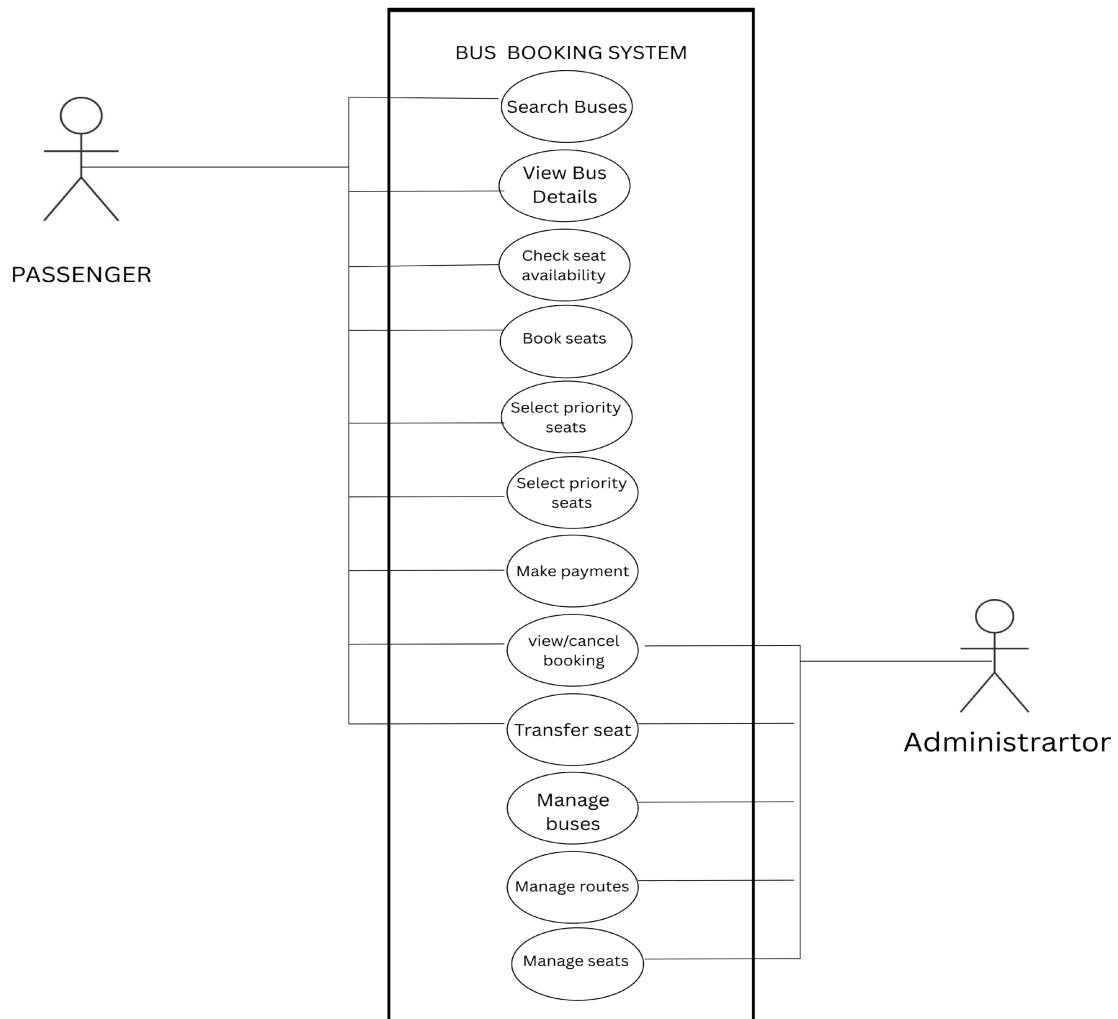 BUS BOOKING SYSTEM
Search Buses
View Bus
Details
PASSENGER
Check seat
availability
Book seats
Select priority
seats
Select priority
seats
Make payment
view/cancel
booking
Transfer seat
Administrartor
Manage
buses
Manage routes
Manage seats